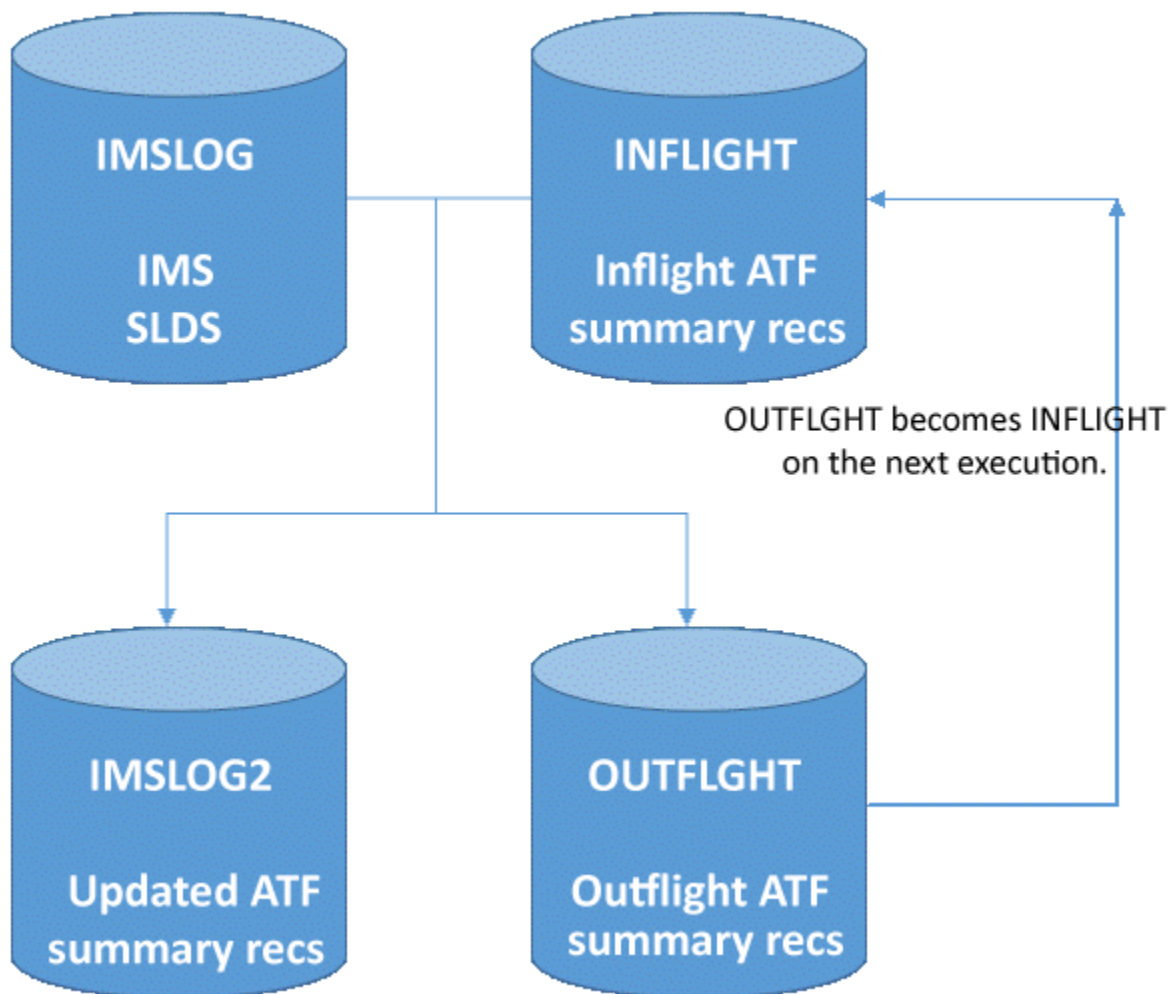 IMSLOG
IMS
SLDS
INFLIGHT
Inflight ATF
summary recs
OUTFLGHT becomes INFLIGHT
on the next execution.
IMSLOG2
Updated ATF
summary recs
OUTFLGHT
Outflight ATF
summary recs